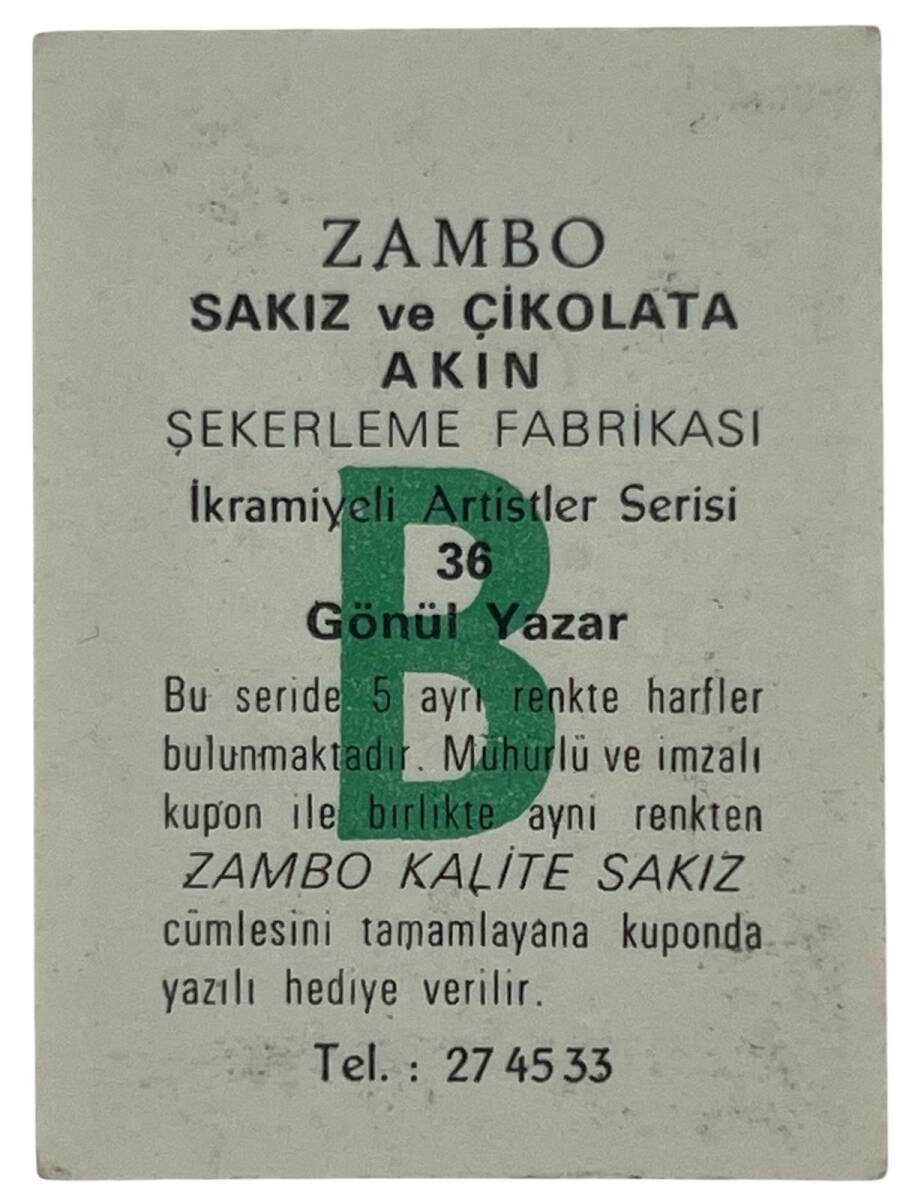 ZAMBO
SAKIZ ve ÇİKOLATA
AKIN
ŞEKERLEME FABRİKASI
İkramiyeli Artistler Serisi
36
Gönül Yazar
B
Bu seride 5 ayrı renkte harfler
bulunmaktadır. Mühurlü ve imzalı
kupon ile birlikte ayni renkten
ZAMBO KALİTE SAKIZ
cümlesini tamamlayana kuponda
yazılı hediye verilir.
Tel. : 27 45 33